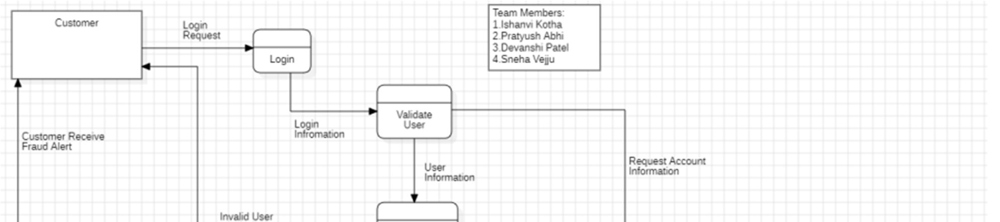 Customer
Login
Request
Login
Team Members:
1.Ishanvi Kotha
2.Pratyush Abhi
3.Devanshi Patel
4.Sneha Vejju
Validate
User
Login
Infromation
Customer Receive
Fraud Alert
User
Information
Request Account
Information
Invalid User